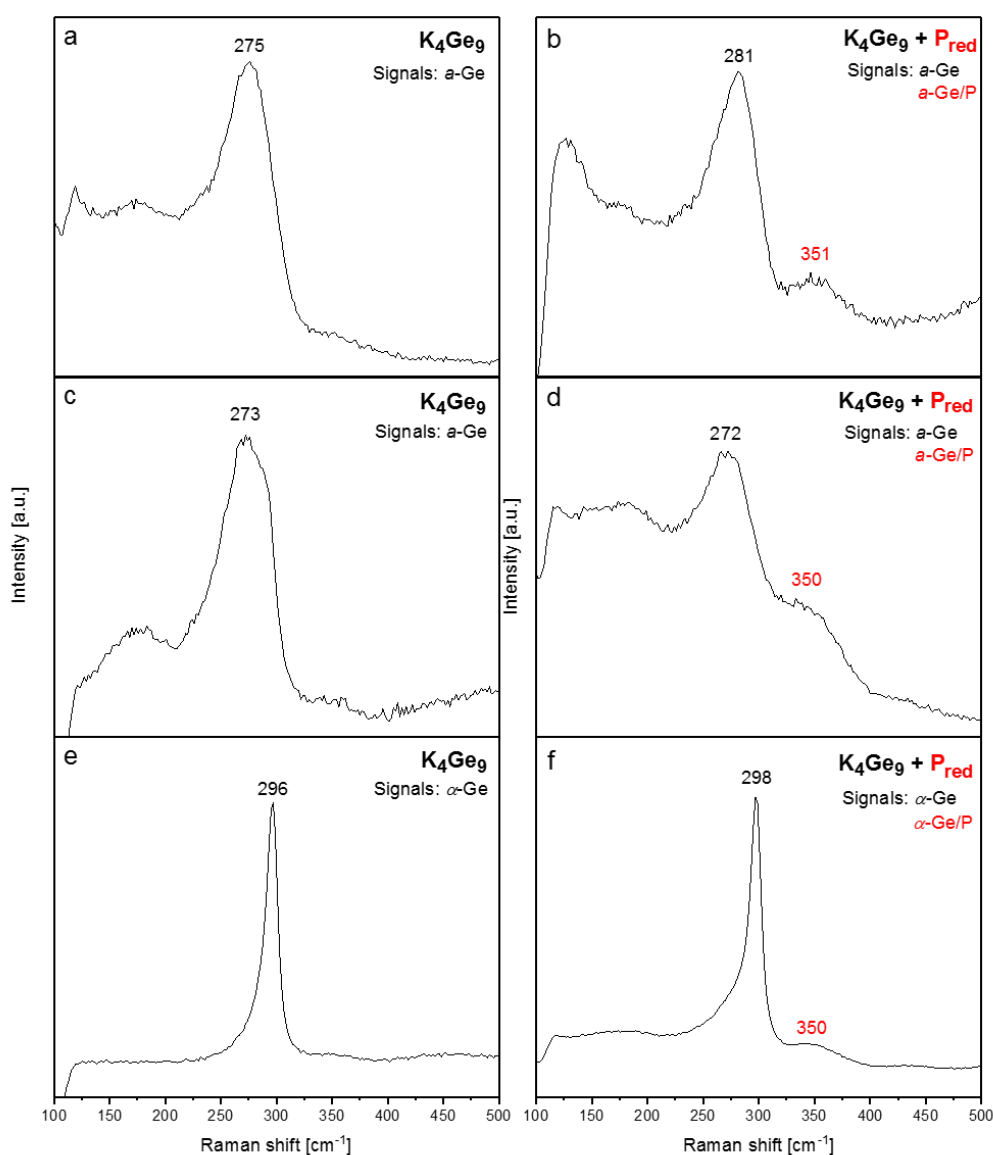 a
K₄Ge₉
Signals: a-Ge
275
b
K₄Ge₉ + P_red
Signals: a-Ge
a-Ge/P
281
351
c
K₄Ge₉
Signals: a-Ge
273
d
K₄Ge₉ + P_red
Signals: a-Ge
a-Ge/P
272
350
Intensity [a.u.]
Intensity [a.u.]
e
K₄Ge₉
Signals: α-Ge
296
f
K₄Ge₉ + P_red
Signals: α-Ge
α-Ge/P
298
350
100 150 200 250 300 350 400 450 500
Raman shift [cm⁻¹]
100 150 200 250 300 350 400 450 500
Raman shift [cm⁻¹]